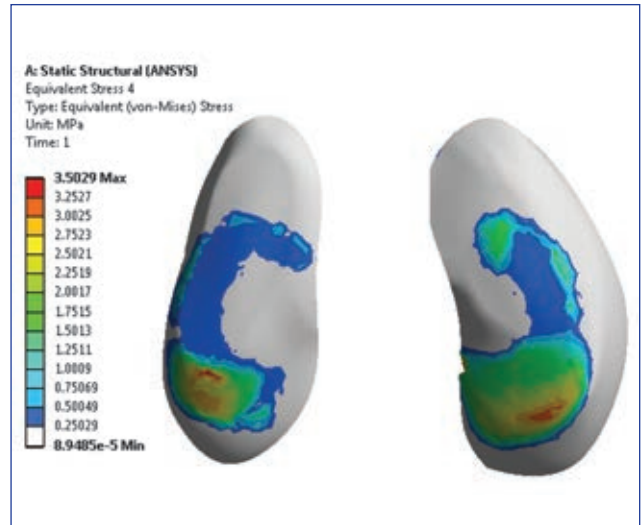 A: Static Structural (ANSYS)
Equivalent Stress 4
Type: Equivalent (von-Mises) Stress
Unit: MPa
Time: 1
3.5029 Max
3.2527
3.0025
2.7523
2.5021
2.2519
2.0017
1.7515
1.5013
1.2511
1.0009
0.75069
0.50049
0.25029
8.9485e-5 Min